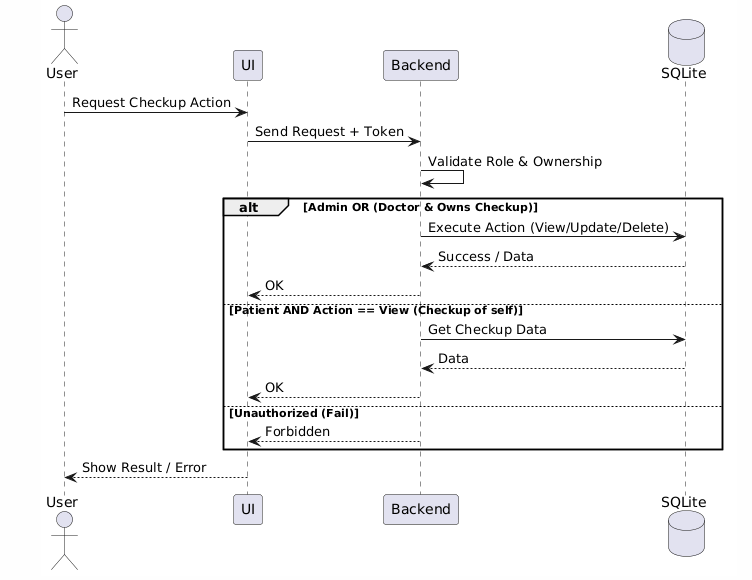 User
UI
Backend
SQLite
Request Checkup Action
Send Request + Token
Validate Role & Ownership
alt
[Admin OR (Doctor & Owns Checkup)]
Execute Action (View/Update/Delete)
Success / Data
OK
[Patient AND Action == View (Checkup of self)]
Get Checkup Data
Data
OK
[Unauthorized (Fail)]
Forbidden
Show Result / Error
User
UI
Backend
SQLite